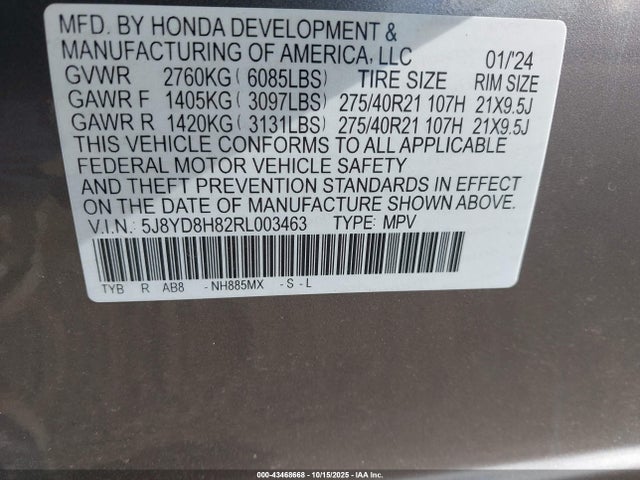 MFD. BY HONDA DEVELOPMENT &
MANUFACTURING OF AMERICA, LLC 01/'24
GVWR 2760KG ( 6085LBS) TIRE SIZE RIM SIZE
GAWR F 1405KG ( 3097LBS) 275/40R21 107H 21X9.5J
GAWR R 1420KG ( 3131LBS) 275/40R21 107H 21X9.5J
THIS VEHICLE CONFORMS TO ALL APPLICABLE
FEDERAL MOTOR VEHICLE SAFETY
AND THEFT PREVENTION STANDARDS IN EFFECT
ON THE DATE OF MANUFACTURE SHOWN ABOVE.
V.I.N.: 5J8YD8H82RL003463 TYPE: MPV
TYB R AB8 -NH885MX -S-L
000-43468668 - 10/15/2025 - IAA Inc.